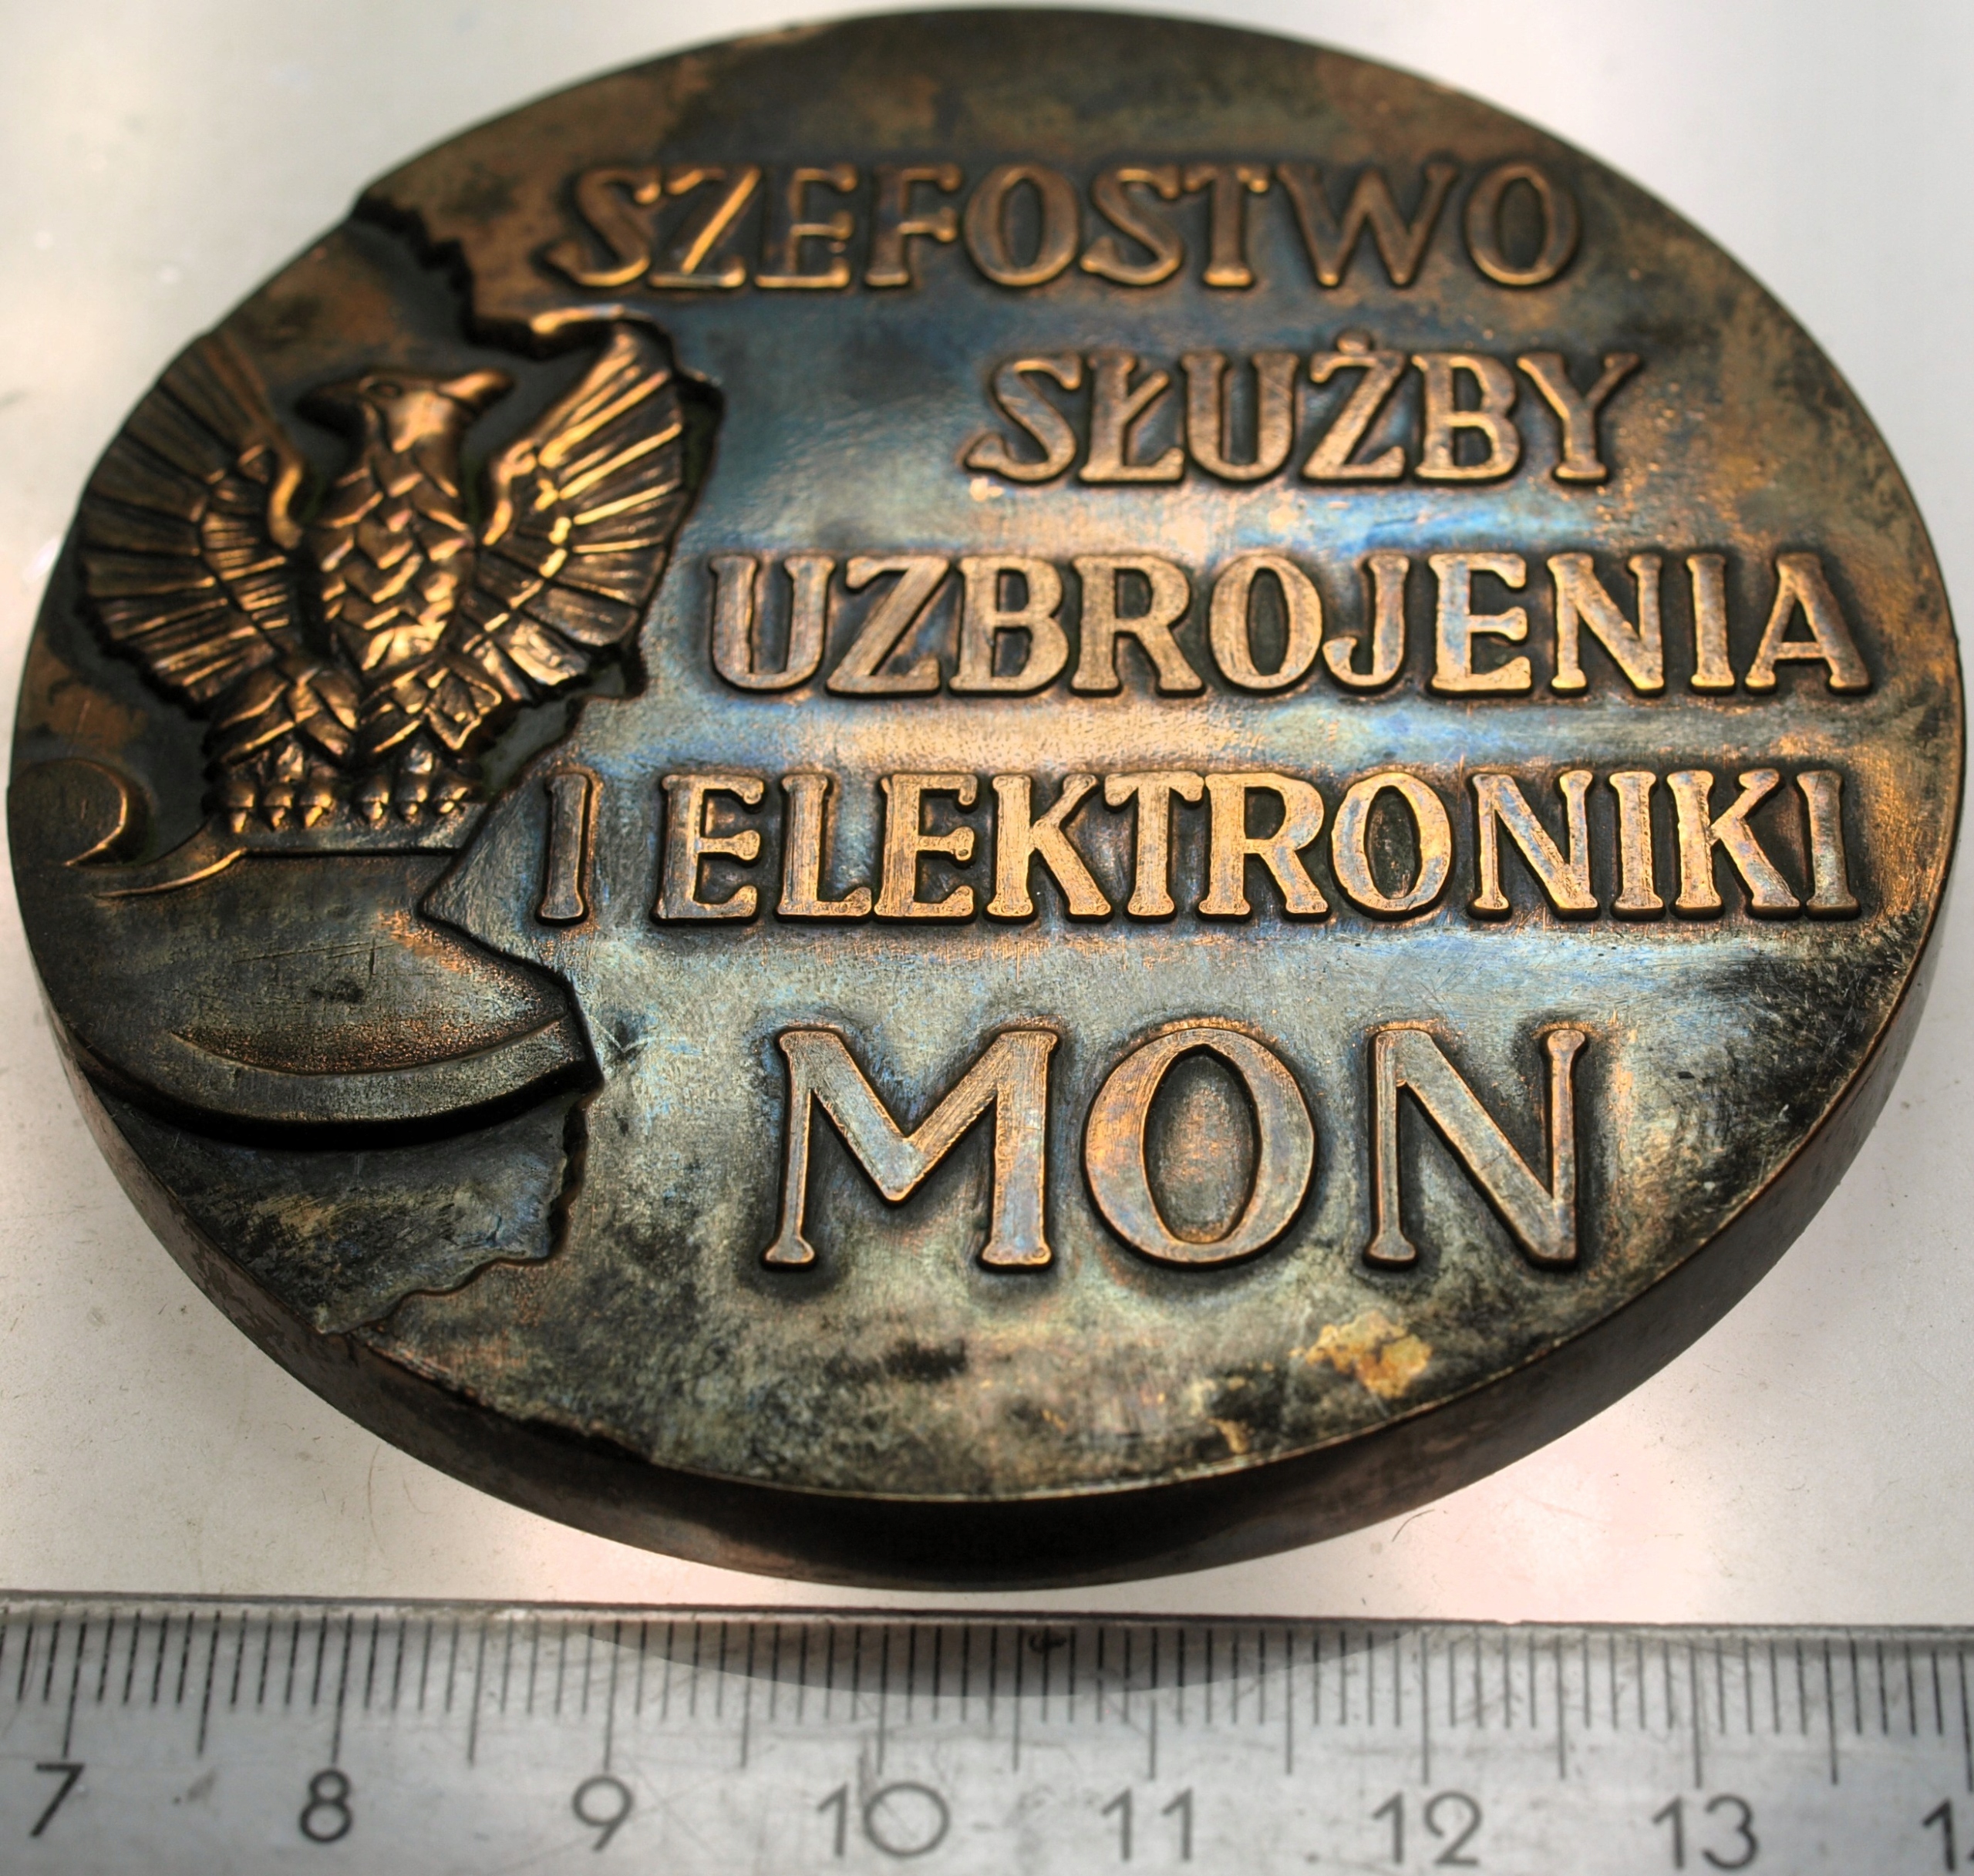 SZEFOSTWO
SŁUŻBY
UZBROJENIA
I ELEKTRONIKI
MON
7 8 9 10 11 12 13